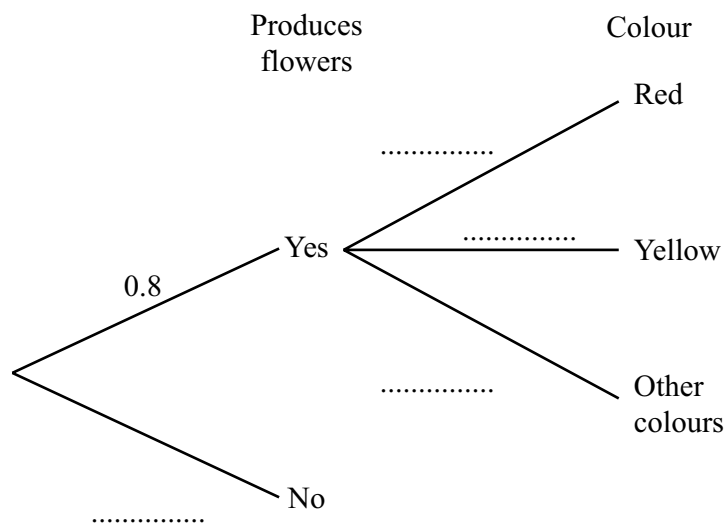 Produces
flowers
Colour
Red
...............
Yes
...............
Yellow
0.8
...............
Other
colours
No
...............